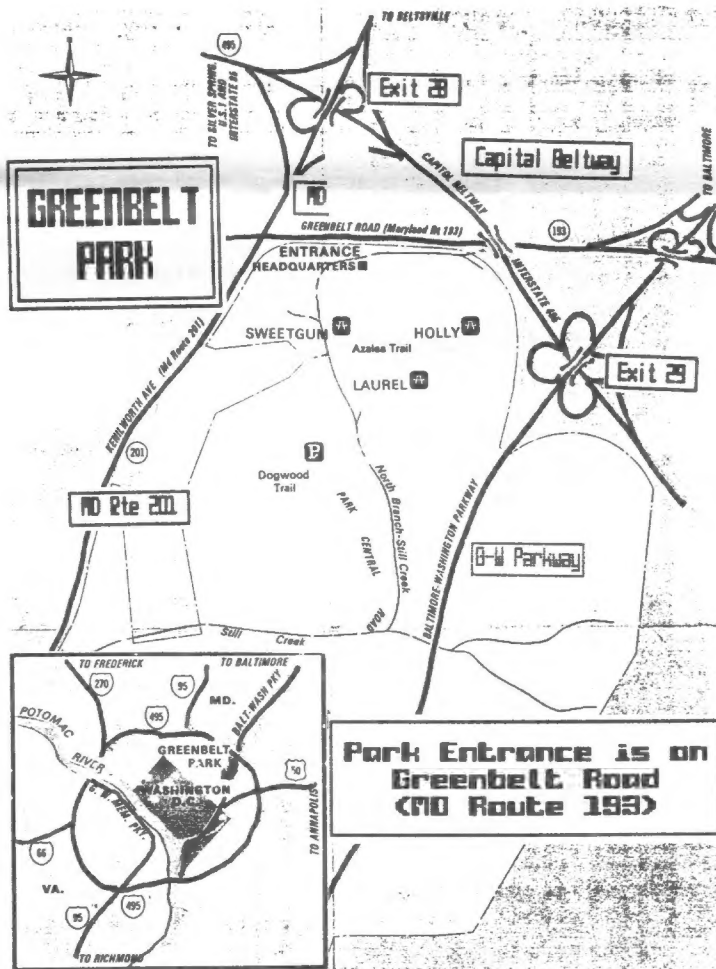 TO BELTSVILLE
495
TO SILVER SPRING,
U.S. 1 AND
INTERSTATE 95
Exit 28
Capital Beltway
CAPITOL BELTWAY
TO BALTIMORE
GREENBELT
PARK
MD
GREENBELT ROAD (Maryland Rt 193)
193
ENTRANCE
HEADQUARTERS
INTERSTATE 495
SWEETGUM
HOLLY
Azalea Trail
LAUREL
Exit 29
KENILWORTH AVE (Md Route 201)
201
P
Dogwood
Trail
MD Rte 201
North Branch-Still Creek
PARK
CENTRAL
ROAD
BALTIMORE-WASHINGTON PARKWAY
B-W Parkway
Still
Creek
TO FREDERICK
TO BALTIMORE
270
95
MD.
BALT-WASH PKY
495
POTOMAC
RIVER
GREENBELT
PARK
50
WASHINGTON
D.C.
G. W. MEM. PKY.
TO ANNAPOLIS
66
VA.
95
495
TO RICHMOND
Park Entrance is on
Greenbelt Road
(MD Route 193)